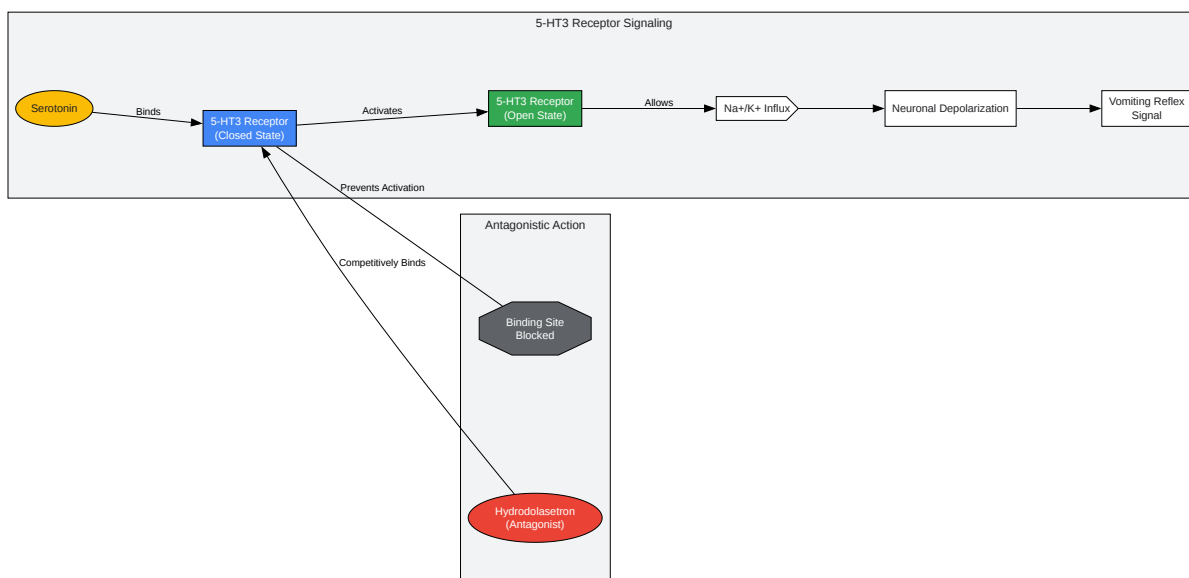 5-HT3 Receptor Signaling
Serotonin
Binds
5-HT3 Receptor
(Closed State)
Activates
5-HT3 Receptor
(Open State)
Allows
Na+/K+ Influx
Neuronal Depolarization
Vomiting Reflex
Signal
Prevents Activation
Antagonistic Action
Competitively Binds
Binding Site
Blocked
Hydrodolasetron
(Antagonist)